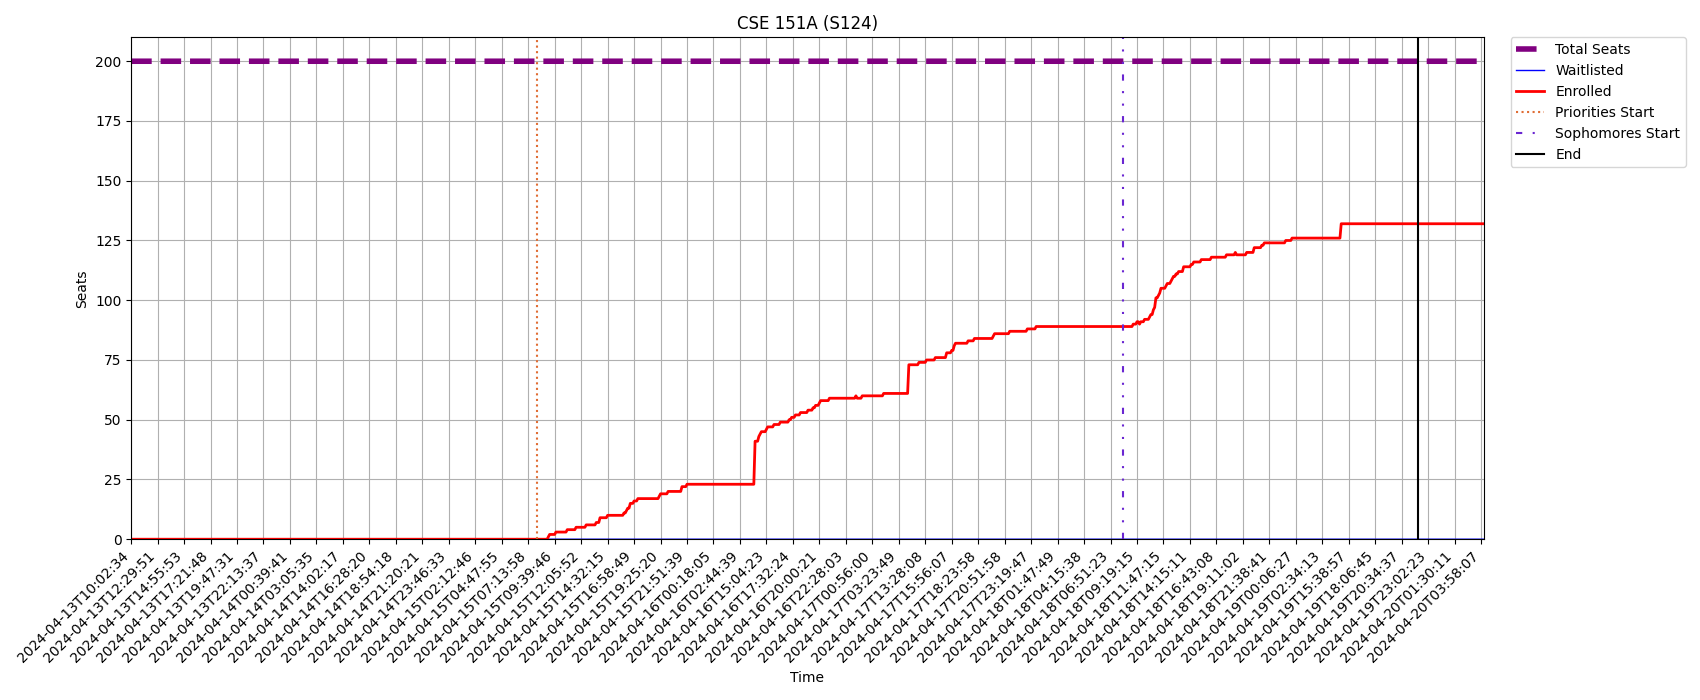 CSE 151A (S124)
Total Seats
Waitlisted
Enrolled
Priorities Start
Sophomores Start
End
Seats
200
175
150
125
100
75
50
25
0
2024-04-13T10:02:34
2024-04-13T12:29:51
2024-04-13T14:55:53
2024-04-13T17:21:48
2024-04-13T19:47:31
2024-04-13T22:13:37
2024-04-14T00:39:41
2024-04-14T03:05:35
2024-04-14T14:02:17
2024-04-14T16:28:20
2024-04-14T18:54:18
2024-04-14T21:20:21
2024-04-14T23:46:33
2024-04-15T02:12:46
2024-04-15T04:47:55
2024-04-15T07:13:58
2024-04-15T09:39:46
2024-04-15T12:05:52
2024-04-15T14:32:15
2024-04-15T16:58:49
2024-04-15T19:25:20
2024-04-15T21:51:39
2024-04-16T00:18:05
2024-04-16T02:44:39
2024-04-16T15:04:23
2024-04-16T17:32:24
2024-04-16T20:00:21
2024-04-16T22:28:03
2024-04-17T00:56:00
2024-04-17T03:23:49
2024-04-17T13:28:08
2024-04-17T15:56:07
2024-04-17T18:23:58
2024-04-17T20:51:58
2024-04-17T23:19:47
2024-04-18T01:47:49
2024-04-18T04:15:38
2024-04-18T06:51:23
2024-04-18T09:19:15
2024-04-18T11:47:15
2024-04-18T14:15:11
2024-04-18T16:43:08
2024-04-18T19:11:02
2024-04-18T21:38:41
2024-04-19T00:06:27
2024-04-19T02:34:13
2024-04-19T15:38:57
2024-04-19T18:06:45
2024-04-19T20:34:37
2024-04-19T23:02:23
2024-04-20T01:30:11
2024-04-20T03:58:07
Time